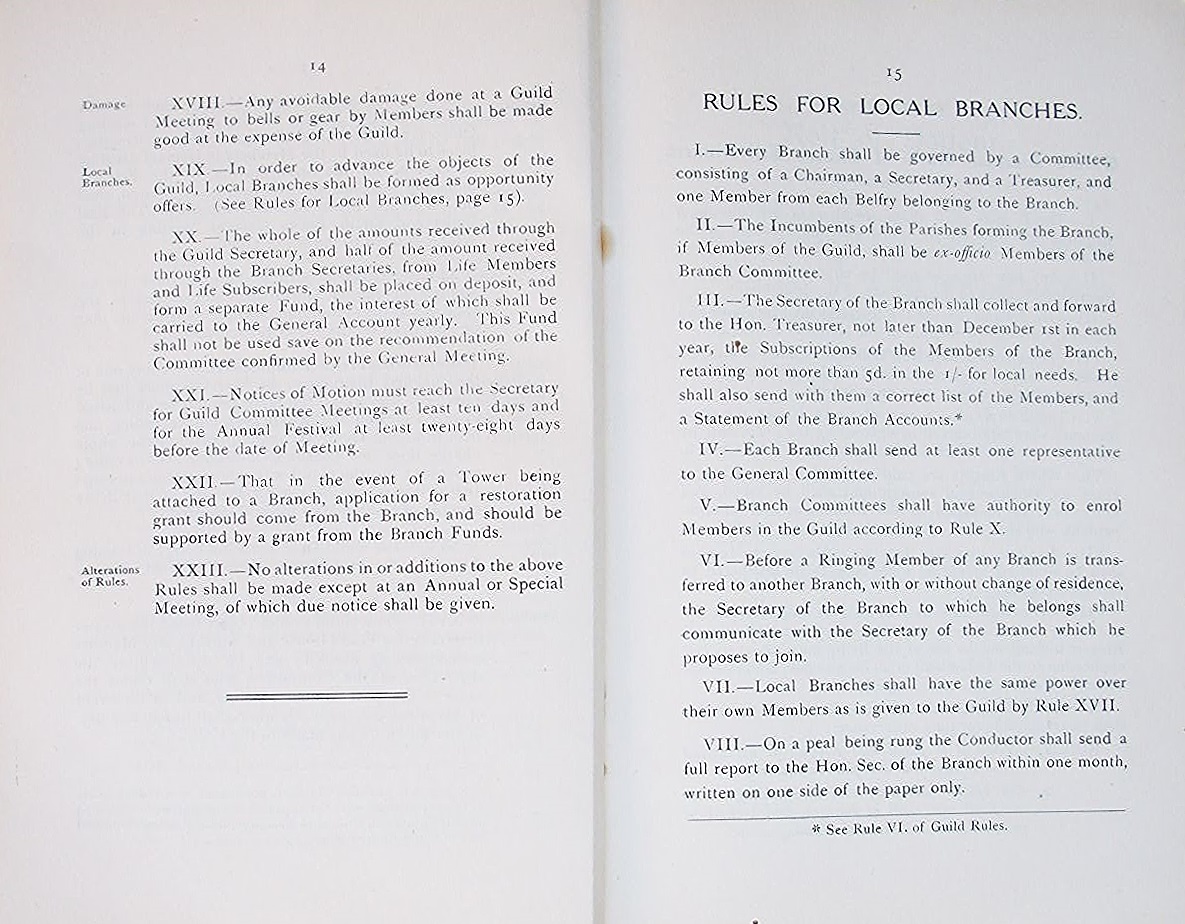 14
Damage
XVIII.—Any avoidable damage done at a Guild
Meeting to bells or gear by Members shall be made
good at the expense of the Guild.
Local
Branches.
XIX.—In order to advance the objects of the
Guild, Local Branches shall be formed as opportunity
offers. (See Rules for Local Branches, page 15).
XX.—The whole of the amounts received through
the Guild Secretary, and half of the amount received
through the Branch Secretaries, from Life Members
and Life Subscribers, shall be placed on deposit, and
form a separate Fund, the interest of which shall be
carried to the General Account yearly. This Fund
shall not be used save on the recommendation of the
Committee confirmed by the General Meeting.
XXI.—Notices of Motion must reach the Secretary
for Guild Committee Meetings at least ten days and
for the Annual Festival at least twenty-eight days
before the date of Meeting.
XXII.—That in the event of a Tower being
attached to a Branch, application for a restoration
grant should come from the Branch, and should be
supported by a grant from the Branch Funds.
Alterations
of Rules.
XXIII.—No alterations in or additions to the above
Rules shall be made except at an Annual or Special
Meeting, of which due notice shall be given.
15
RULES FOR LOCAL BRANCHES.
I.—Every Branch shall be governed by a Committee,
consisting of a Chairman, a Secretary, and a Treasurer, and
one Member from each Belfry belonging to the Branch.
II.—The Incumbents of the Parishes forming the Branch,
if Members of the Guild, shall be ex-officio Members of the
Branch Committee.
III.—The Secretary of the Branch shall collect and forward
to the Hon. Treasurer, not later than December 1st in each
year, the Subscriptions of the Members of the Branch,
retaining not more than 5d. in the 1/- for local needs. He
shall also send with them a correct list of the Members, and
a Statement of the Branch Accounts.*
IV.—Each Branch shall send at least one representative
to the General Committee.
V.—Branch Committees shall have authority to enrol
Members in the Guild according to Rule X.
VI.—Before a Ringing Member of any Branch is trans-
ferred to another Branch, with or without change of residence,
the Secretary of the Branch to which he belongs shall
communicate with the Secretary of the Branch which he
proposes to join.
VII.—Local Branches shall have the same power over
their own Members as is given to the Guild by Rule XVII.
VIII.—On a peal being rung the Conductor shall send a
full report to the Hon. Sec. of the Branch within one month,
written on one side of the paper only.
* See Rule VI. of Guild Rules.